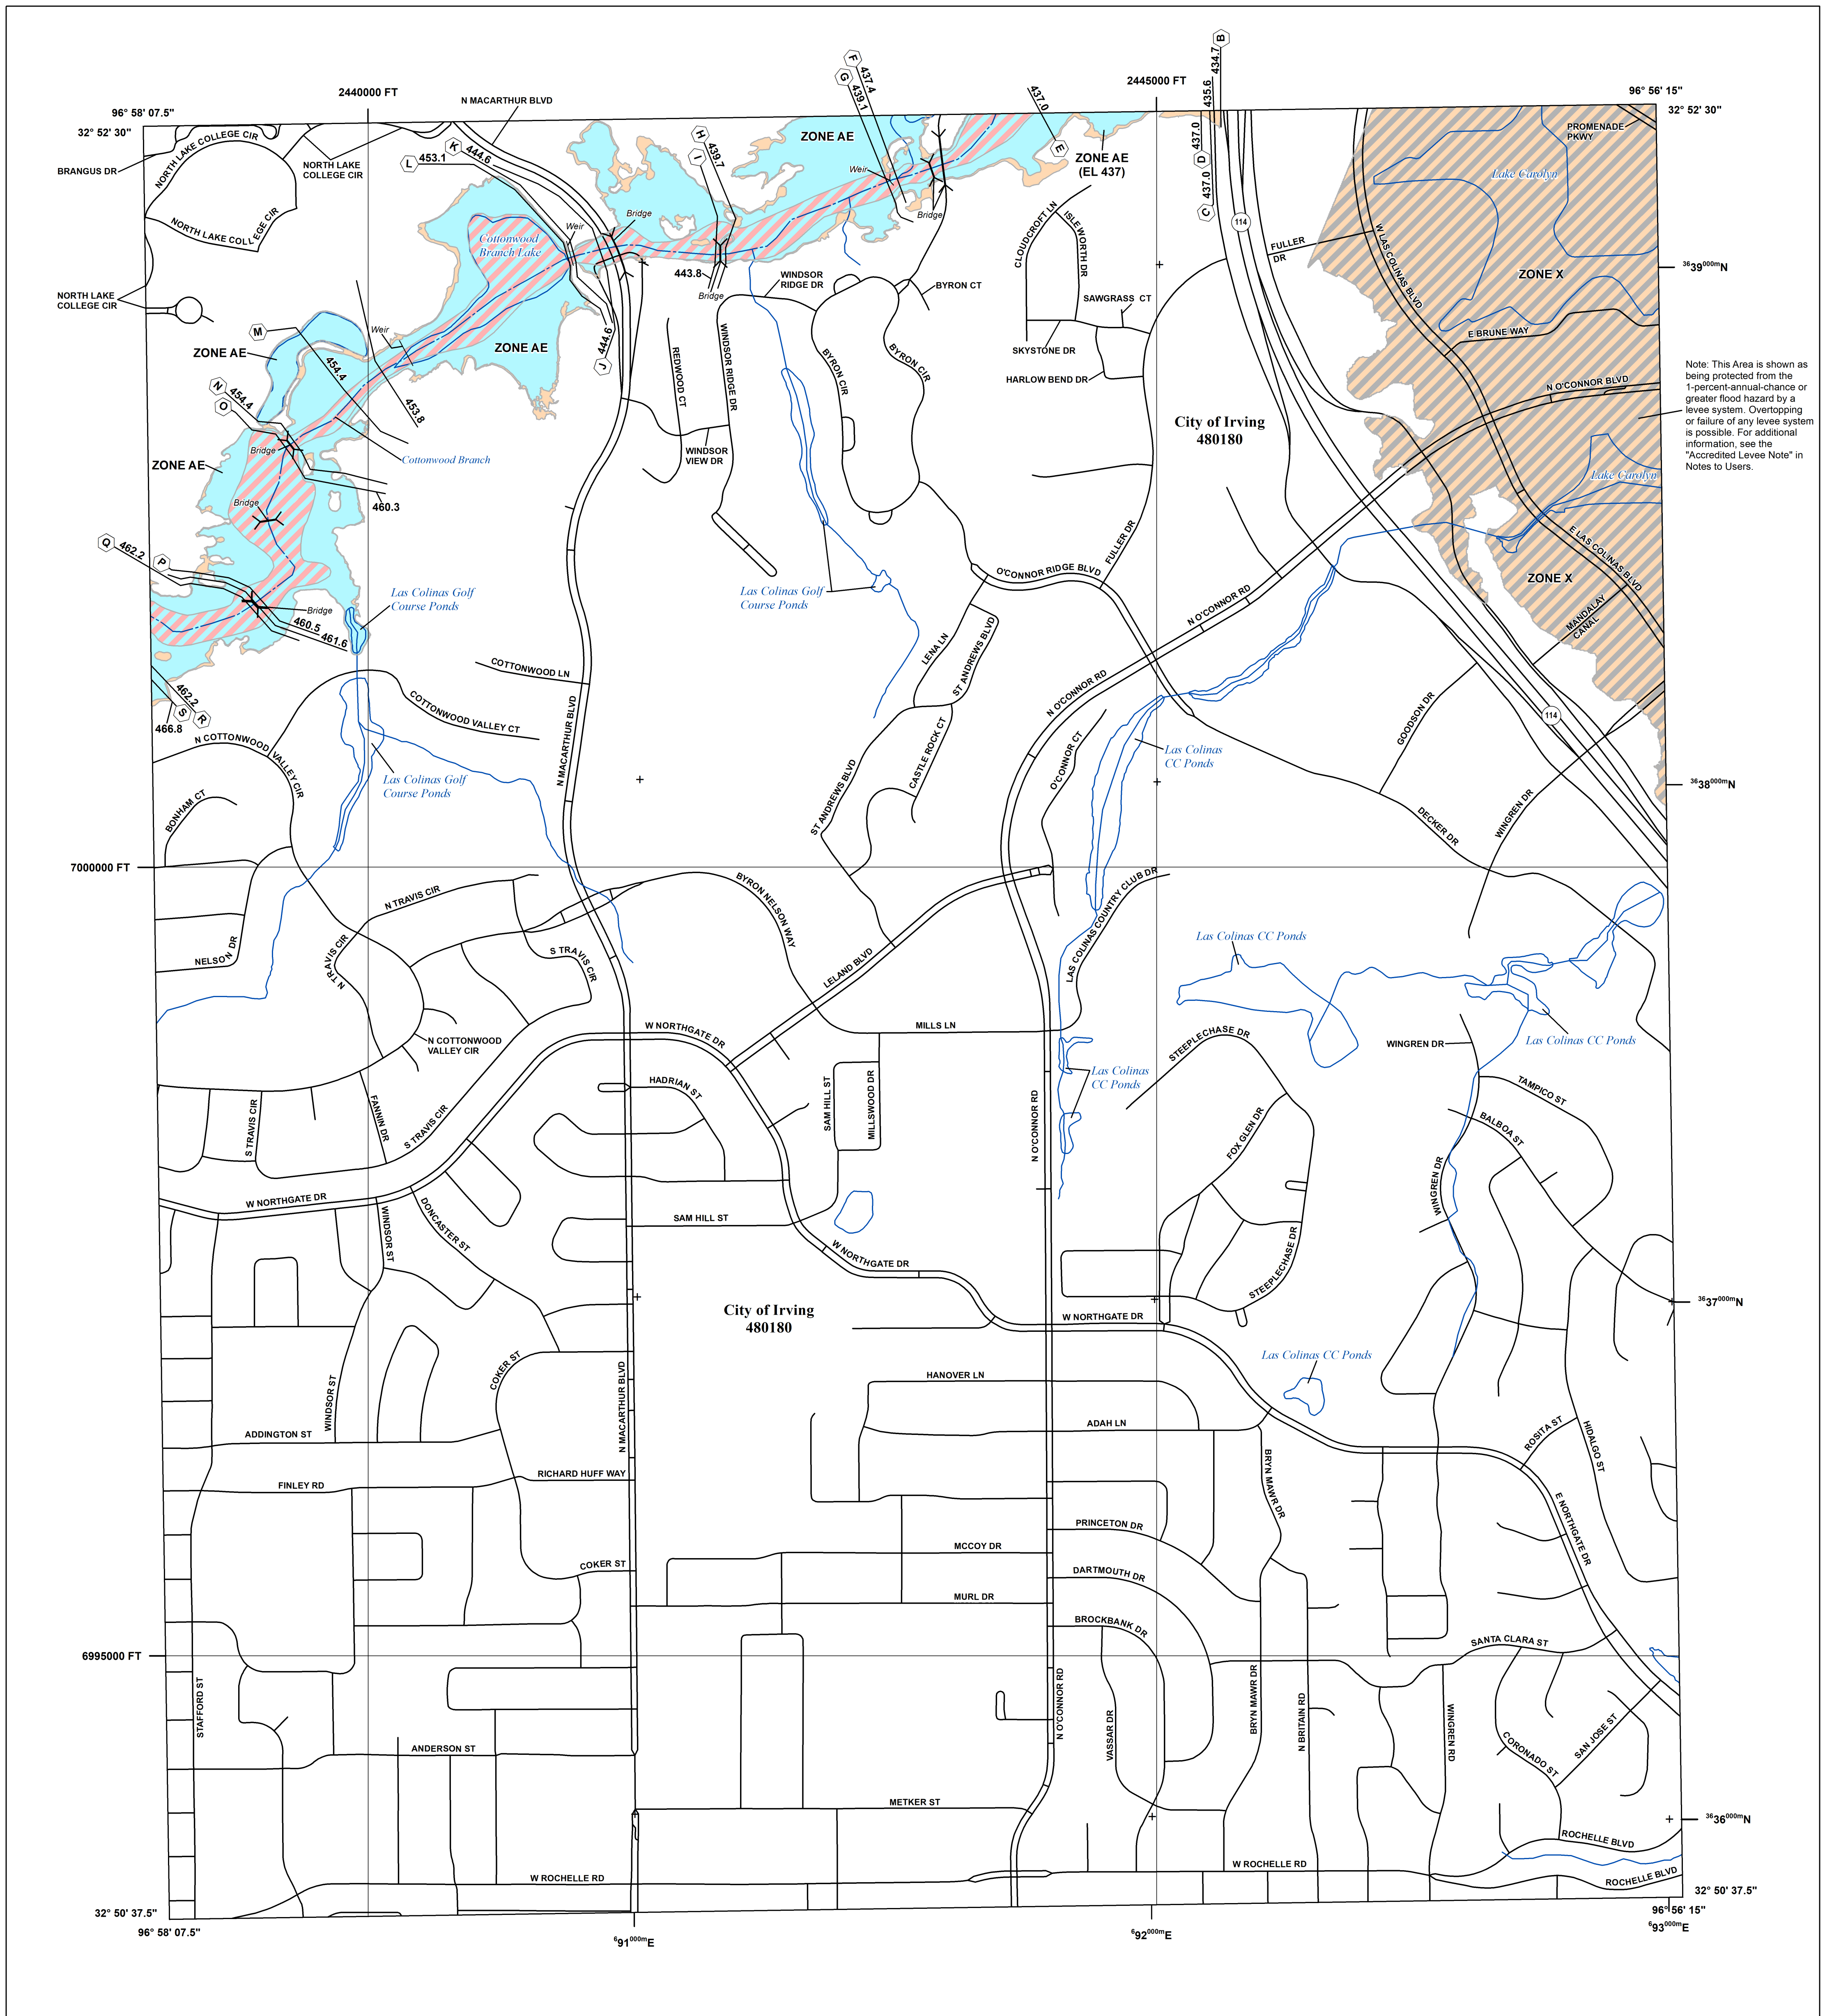 B
434.7
F
437.4
G
439.1
2440000 FT
2445000 FT
435.6
96° 58' 07.5"
96° 56' 15"
32° 52' 30"
32° 52' 30"
N MACARTHUR BLVD
437.0
E
437.0
D
437.0
C
PROMENADE
PKWY
BRANGUS DR
NORTH LAKE COLLEGE CIR
NORTH LAKE
COLLEGE CIR
L
453.1
K
444.6
H
439.7
I
ZONE AE
ZONE AE
(EL 437)
Weir
Lake Carolyn
NORTH LAKE COLLEGE CIR
Cottonwood
Branch Lake
Weir
Bridge
Bridge
CLOUDCROFT LN
ISLEWORTH DR
114
FULLER
DR
W LAS COLINAS BLVD
ZONE X
3639000mN
443.8
Bridge
WINDSOR
RIDGE DR
BYRON CT
SAWGRASS CT
NORTH LAKE
COLLEGE CIR
M
Weir
ZONE AE
ZONE AE
454.4
453.8
444.6
J
REDWOOD CT
WINDSOR RIDGE DR
BYRON CIR
BYRON CIR
SKYSTONE DR
HARLOW BEND DR
E BRUNE WAY
N O'CONNOR BLVD
Note: This Area is shown as
being protected from the
1-percent-annual-chance or
greater flood hazard by a
levee system. Overtopping
or failure of any levee system
is possible. For additional
information, see the
"Accredited Levee Note" in
Notes to Users.
N
454.4
O
City of Irving
480180
Bridge
ZONE AE
Cottonwood Branch
WINDSOR
VIEW DR
Lake Carolyn
Bridge
460.3
Q
462.2
P
FULLER DR
E LAS COLINAS BLVD
O'CONNOR RIDGE BLVD
ZONE X
Las Colinas Golf
Course Ponds
Las Colinas Golf
Course Ponds
Bridge
460.5
461.6
N O'CONNOR RD
MANDALAY
CANAL
LENA LN
ST ANDREWS BLVD
COTTONWOOD LN
462.2
R
S
466.8
COTTONWOOD VALLEY CT
N MACARTHUR BLVD
N O'CONNOR RD
GOODSON DR
114
N COTTONWOOD VALLEY CIR
Las Colinas Golf
Course Ponds
CASTLE ROCK CT
O'CONNOR CT
Las Colinas
CC Ponds
3638000mN
BONHAM CT
ST ANDREWS BLVD
DECKER DR
WINGREN DR
7000000 FT
N TRAVIS CIR
BYRON NELSON WAY
LAS COLINAS COUNTRY CLUB DR
NELSON DR
N TRAVIS CIR
S TRAVIS CIR
LELAND BLVD
Las Colinas CC Ponds
N COTTONWOOD
VALLEY CIR
W NORTHGATE DR
MILLS LN
STEEPLECHASE DR
WINGREN DR
Las Colinas CC Ponds
HADRIAN ST
SAM HILL ST
MILLSWOOD DR
Las Colinas
CC Ponds
TAMPICO ST
S TRAVIS CIR
FANNIN DR
S TRAVIS CIR
N O'CONNOR RD
FOX GLEN DR
BALBOA ST
WINGREN DR
W NORTHGATE DR
WINDSOR ST
DONCASTER ST
SAM HILL ST
W NORTHGATE DR
STEEPLECHASE DR
City of Irving
480180
W NORTHGATE DR
3637000mN
WINDSOR ST
COKER ST
N MACARTHUR BLVD
HANOVER LN
Las Colinas CC Ponds
ADDINGTON ST
ADAH LN
BRYN MAWR DR
ROSITA ST
HIDALGO ST
FINLEY RD
RICHARD HUFF WAY
PRINCETON DR
E NORTHGATE DR
MCCOY DR
COKER ST
DARTMOUTH DR
MURL DR
BROCKBANK DR
SANTA CLARA ST
6995000 FT
STAFFORD ST
N O'CONNOR RD
VASSAR DR
BRYN MAWR DR
N BRITAIN RD
WINGREN RD
CORONADO ST
SAN JOSE ST
ANDERSON ST
METKER ST
3636000mN
ROCHELLE BLVD
W ROCHELLE RD
W ROCHELLE RD
ROCHELLE BLVD
32° 50' 37.5"
32° 50' 37.5"
96° 58' 07.5"
96° 56' 15"
691000mE
692000mE
693000mE